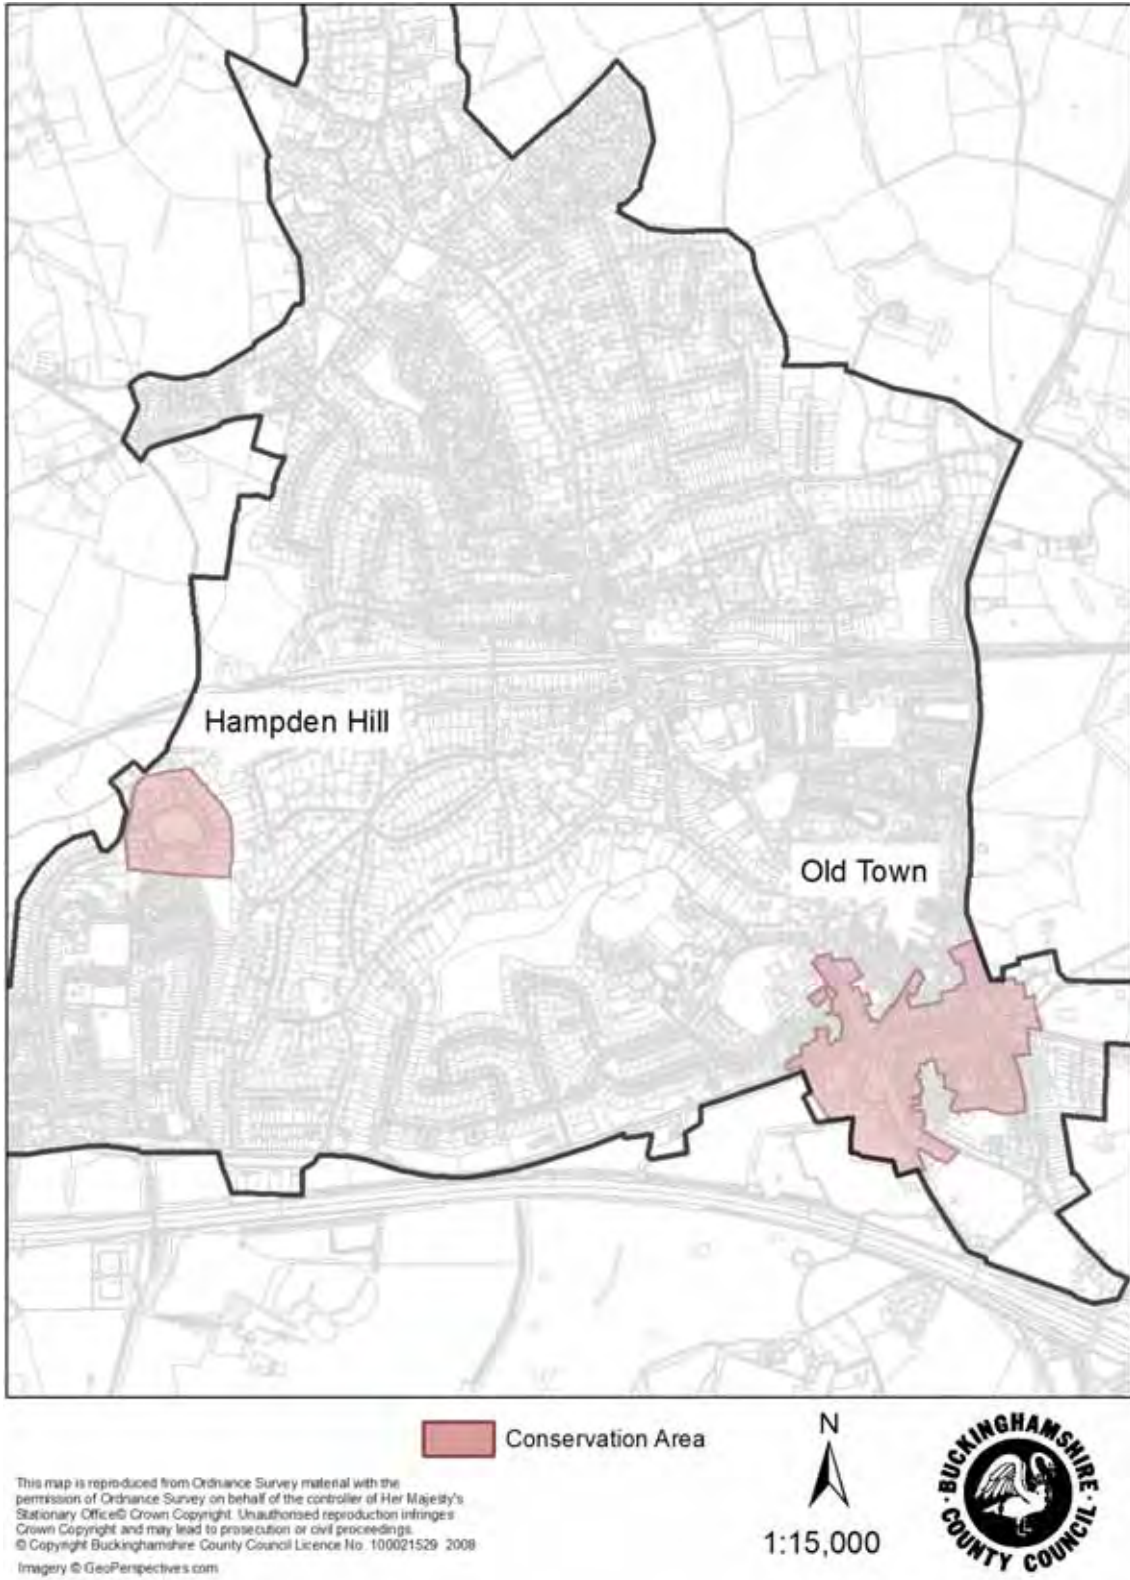 Hampden Hill
Old Town
Conservation Area
N
1:15,000
BUCKINGHAMSHIRE
· COUNTY COUNCIL ·
This map is reproduced from Ordnance Survey material with the
permission of Ordnance Survey on behalf of the controller of Her Majesty's
Stationary Office© Crown Copyright. Unauthorised reproduction infringes
Crown Copyright and may lead to prosecution or civil proceedings.
© Copyright Buckinghamshire County Council Licence No. 100021529 2008
Imagery © GeoPerspectives.com